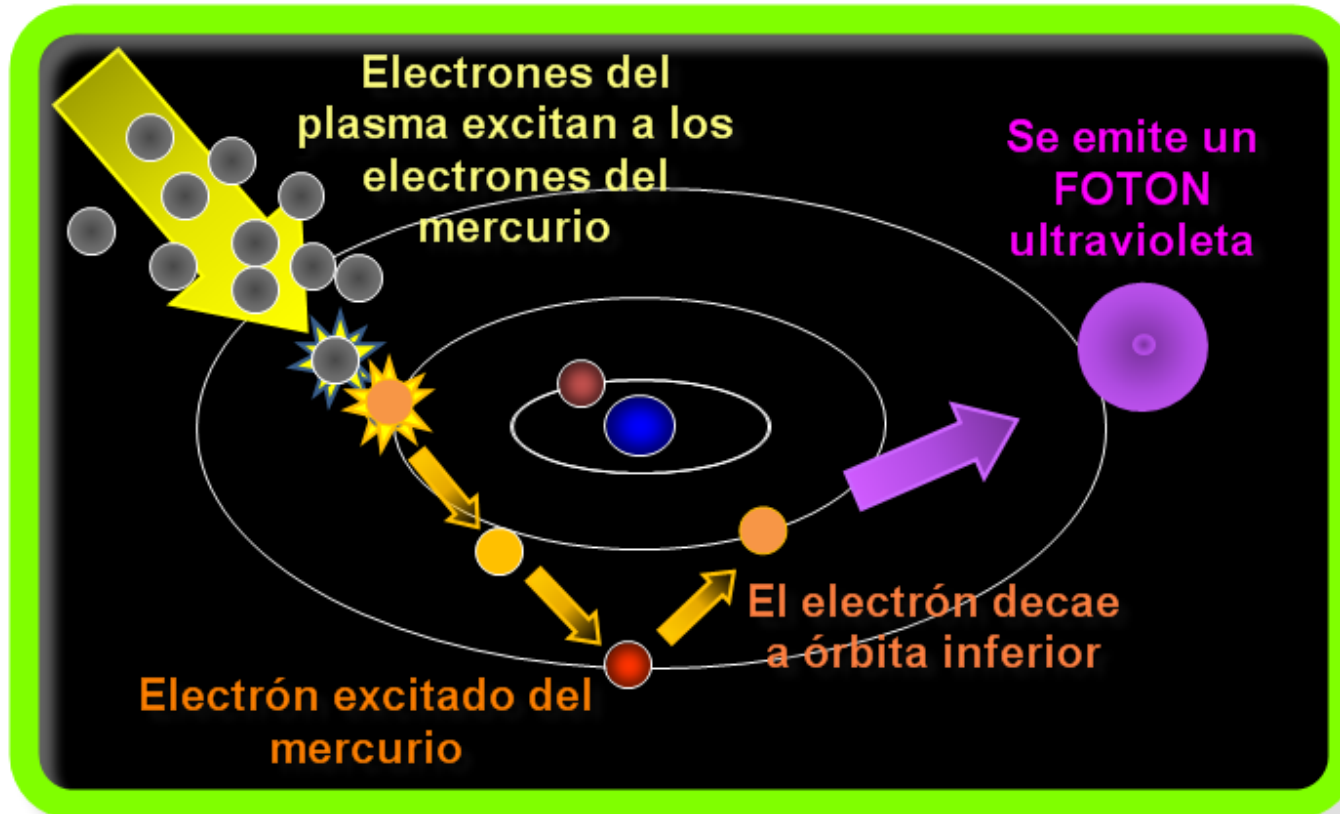 Electrones del
plasma excitan a los
electrones del
mercurio
Se emite un
FOTON
ultravioleta
El electrón decae
a órbita inferior
Electrón excitado del
mercurio